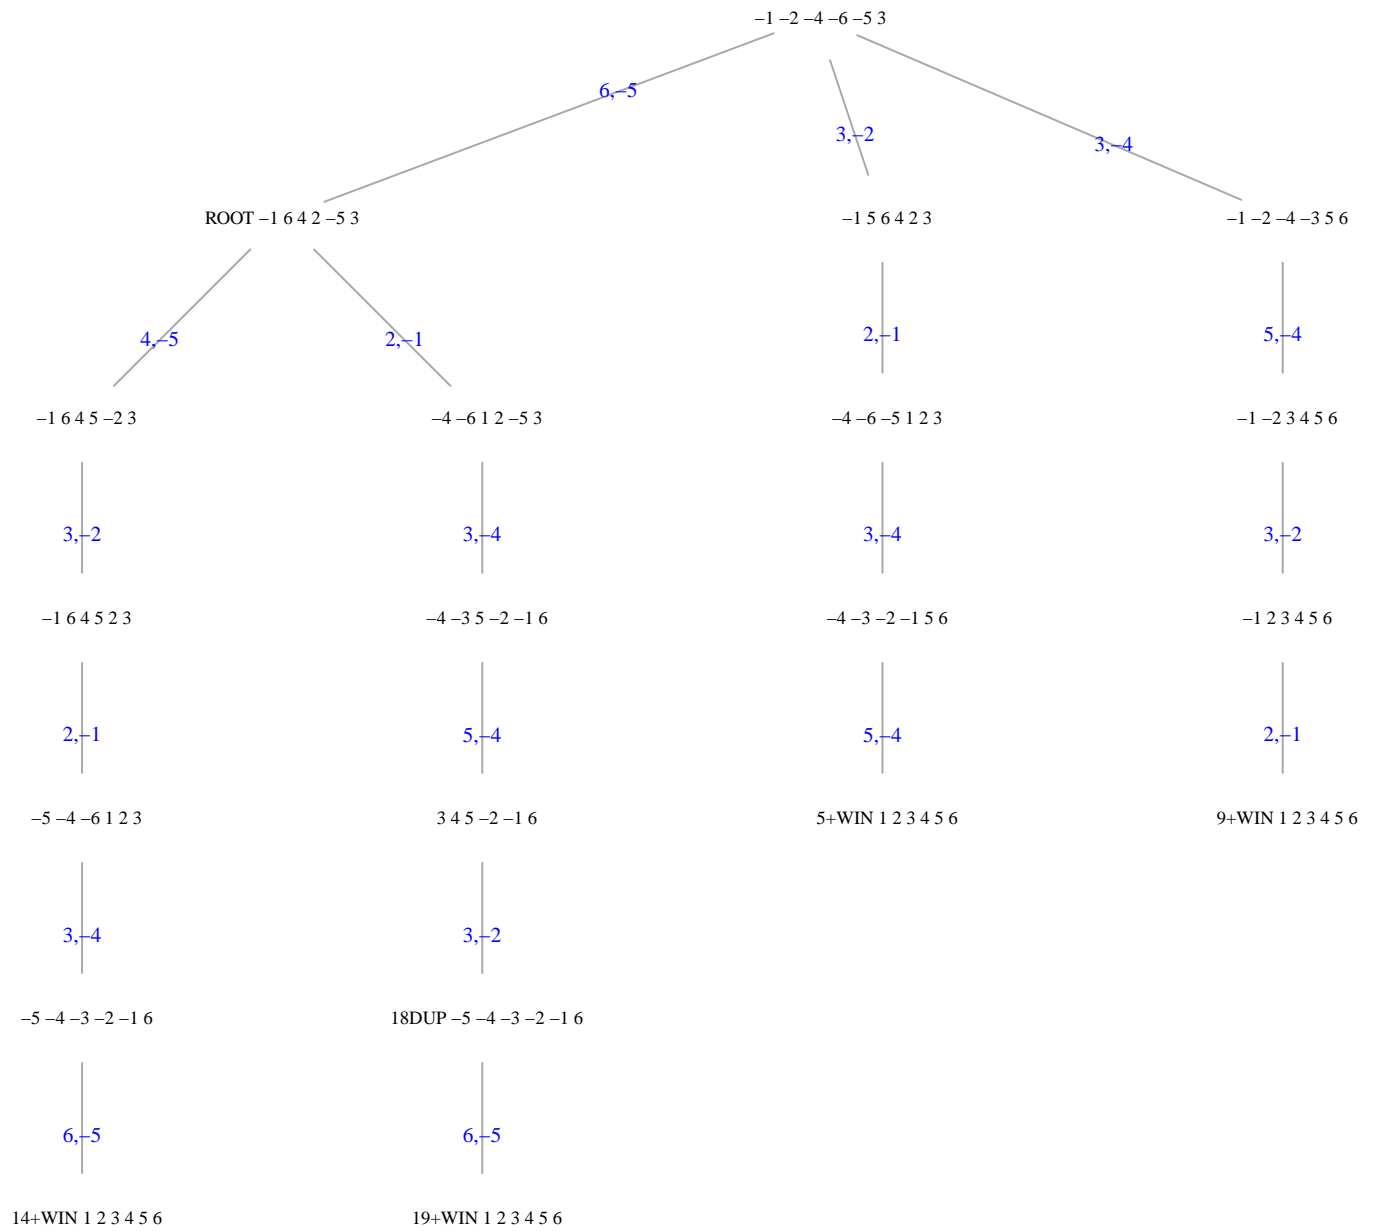 –1 –2 –4 –6 –5 3
6,–5
3,–2
3,–4
ROOT –1 6 4 2 –5 3
–1 5 6 4 2 3
–1 –2 –4 –3 5 6
4,–5
2,–1
2,–1
5,–4
–1 6 4 5 –2 3
–4 –6 1 2 –5 3
–4 –6 –5 1 2 3
–1 –2 3 4 5 6
3,–2
3,–4
3,–4
3,–2
–1 6 4 5 2 3
–4 –3 5 –2 –1 6
–4 –3 –2 –1 5 6
–1 2 3 4 5 6
2,–1
5,–4
5,–4
2,–1
–5 –4 –6 1 2 3
3 4 5 –2 –1 6
5+WIN 1 2 3 4 5 6
9+WIN 1 2 3 4 5 6
3,–4
3,–2
–5 –4 –3 –2 –1 6
18DUP –5 –4 –3 –2 –1 6
6,–5
6,–5
14+WIN 1 2 3 4 5 6
19+WIN 1 2 3 4 5 6